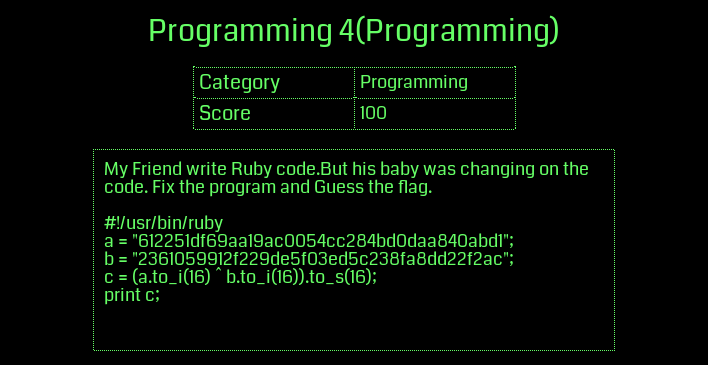 Programming 4(Programming)
Category Programming
Score 100
My Friend write Ruby code.But his baby was changing on the
code. Fix the program and Guess the flag.
#!/usr/bin/ruby
a = "612251df69aa19ac0054cc284bd0daa840abd1";
b = "2361059912f229de5f03ed5c238fa8dd22f2ac";
c = (a.to_i(16) ^ b.to_i(16)).to_s(16);
print c;